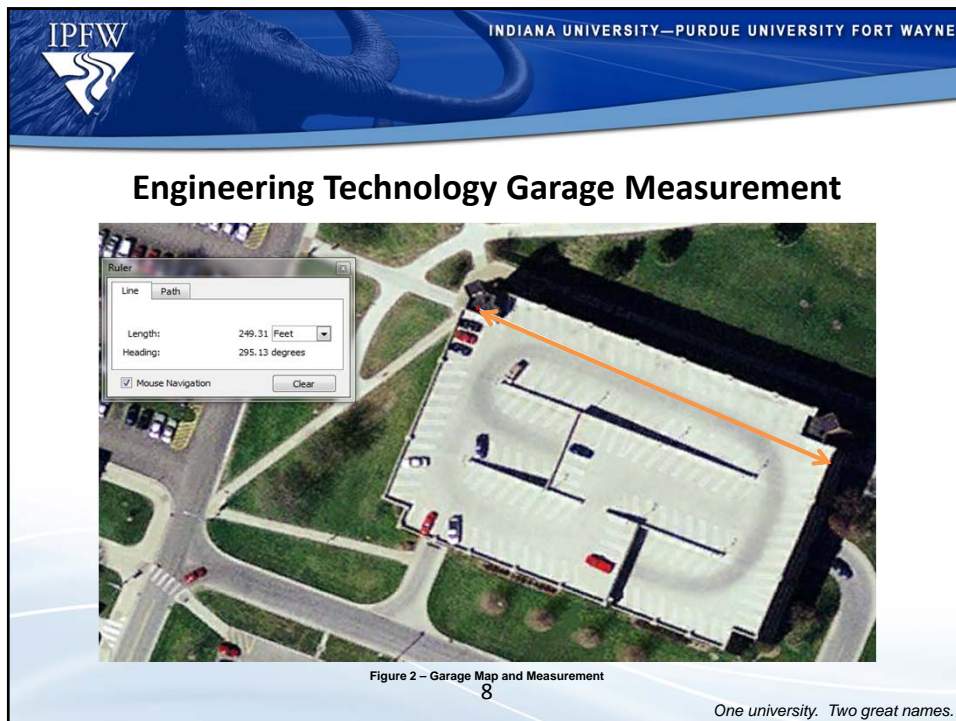 IPFW
INDIANA UNIVERSITY—PURDUE UNIVERSITY FORT WAYNE
Engineering Technology Garage Measurement
Ruler
Line Path
Length: 249.31 Feet
Heading: 295.13 degrees
Mouse Navigation Clear
Figure 2 – Garage Map and Measurement
8
One university. Two great names.